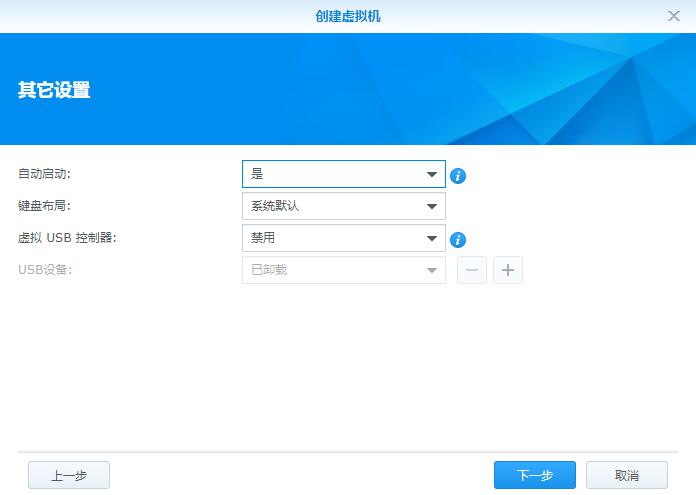 创建虚拟机
其它设置
自动启动: 是
键盘布局: 系统默认
虚拟 USB 控制器: 禁用
USB设备: 已卸载
上一步 下一步 取消